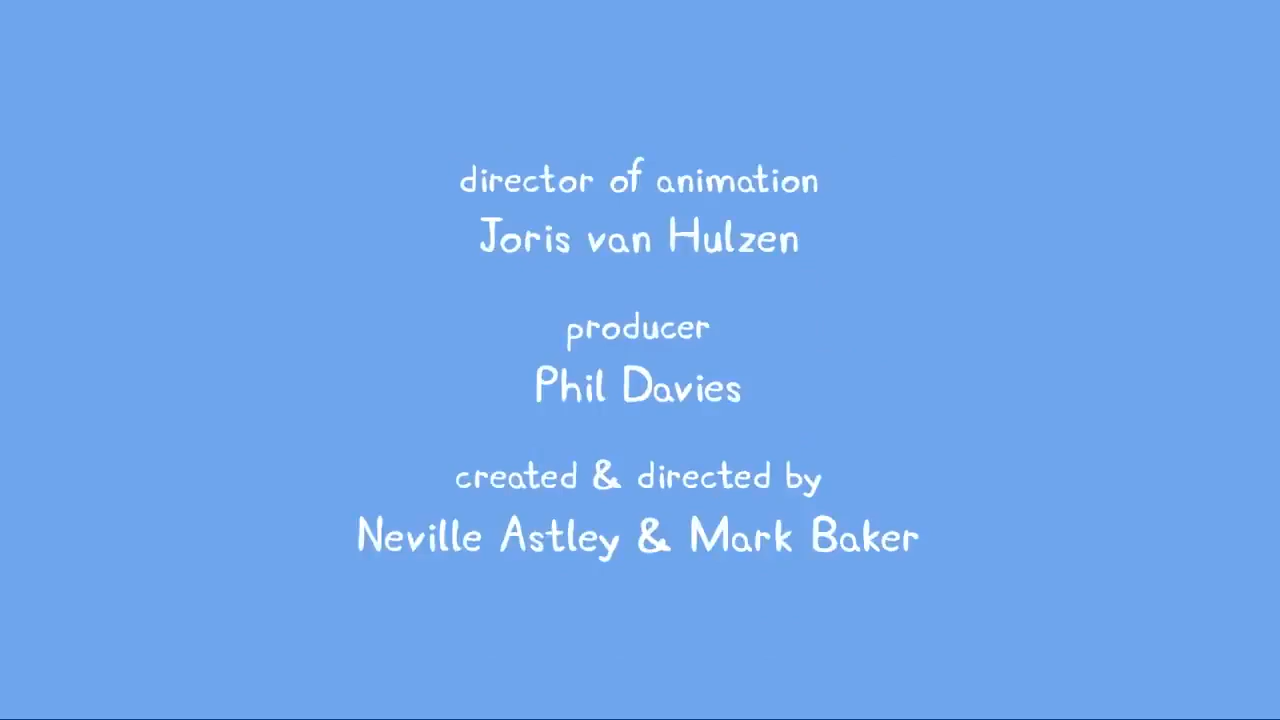 director of animation
Joris van Hulzen
producer
Phil Davies
created & directed by
Neville Astley & Mark Baker